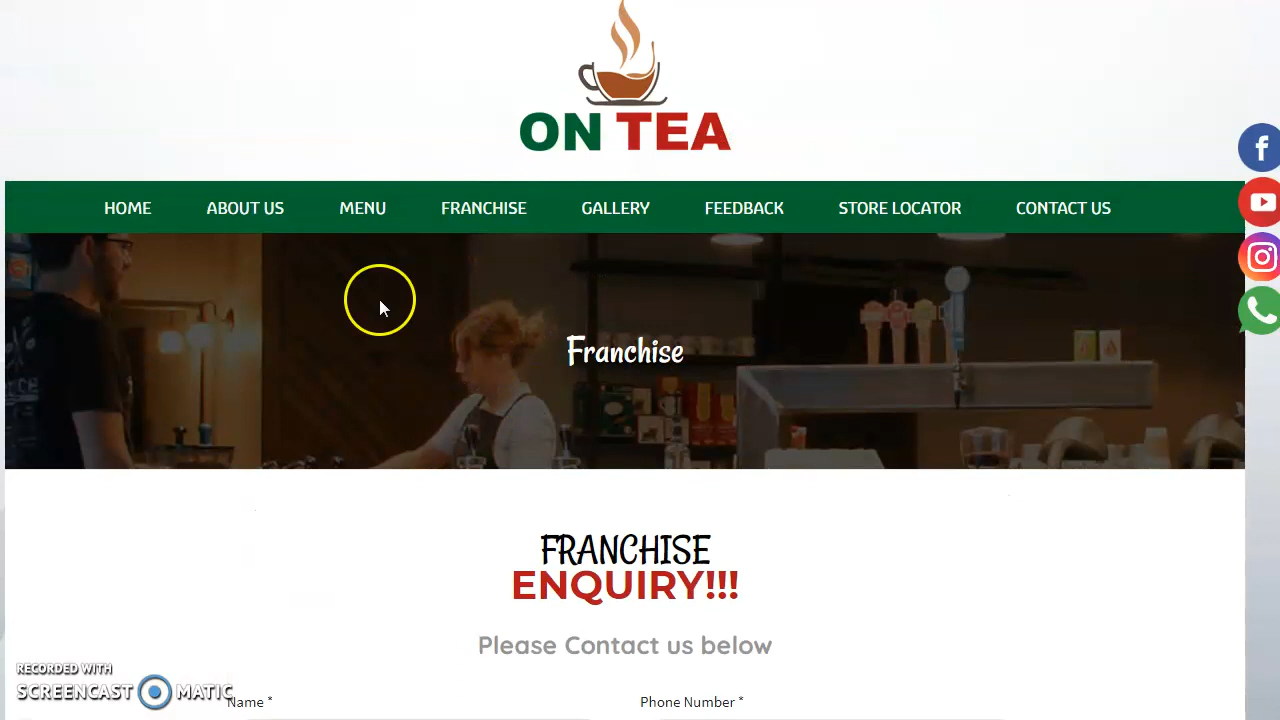 ON TEA
HOME ABOUT US MENU FRANCHISE GALLERY FEEDBACK STORE LOCATOR CONTACT US
Franchise
FRANCHISE
ENQUIRY!!!
Please Contact us below
Name * Phone Number *
RECORDED WITH
SCREENCAST MATIC